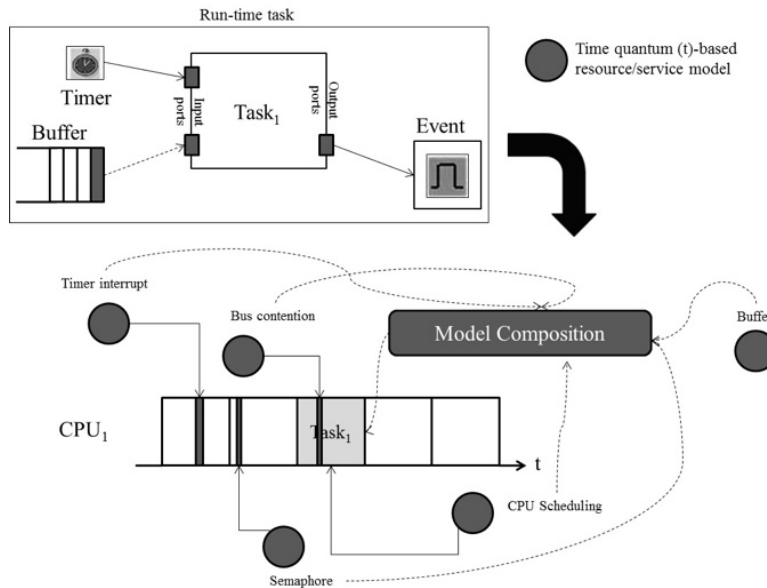 Run-time task
Time quantum (t)-based
resource/service model
Timer
Input
ports
Task1
Output
ports
Event
Buffer
Timer interrupt
Bus contention
Model Composition
Buffe
CPU1
Task1
t
CPU Scheduling
Semaphore